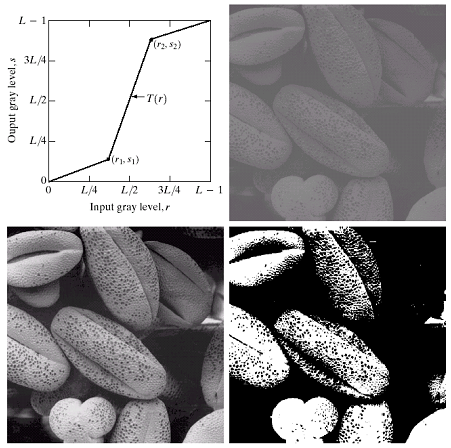 L − 1
(r₂, s₂)
3L/4
Ouput gray level, s
L/2
T(r)
L/4
(r₁, s₁)
0
0 L/4 L/2 3L/4 L − 1
Input gray level, r